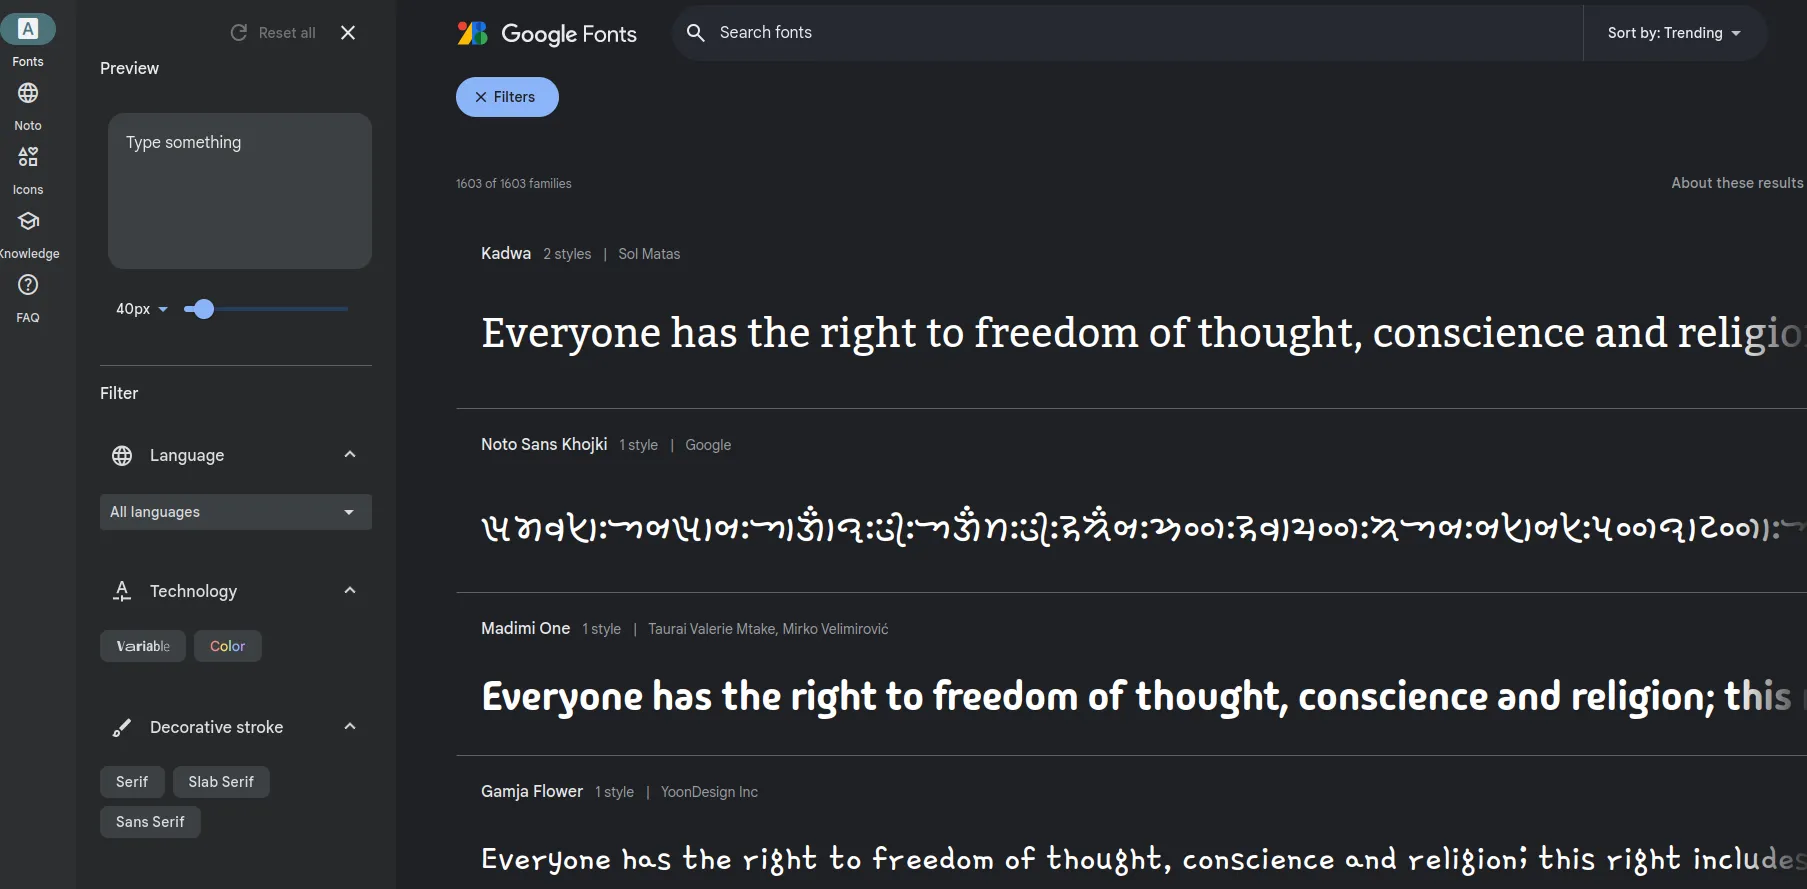 A
Fonts
Noto
Icons
Knowledge
FAQ
Reset all
Preview
Type something
40px
Filter
Language
All languages
Technology
Variable Color
Decorative stroke
Serif Slab Serif
Sans Serif
Google Fonts
Search fonts
Sort by: Trending
Filters
1603 of 1603 families
About these results
Kadwa 2 styles | Sol Matas
Everyone has the right to freedom of thought, conscience and religio
Noto Sans Khojki 1 style | Google
Madimi One 1 style | Taurai Valerie Mtake, Mirko Velimirović
Everyone has the right to freedom of thought, conscience and religion; this
Gamja Flower 1 style | YoonDesign Inc
Everyone has the right to freedom of thought, conscience and religion; this right includes